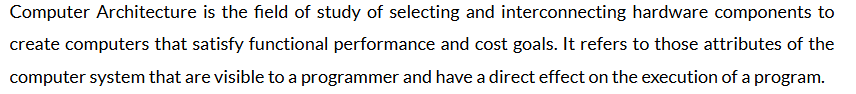 Computer Architecture is the field of study of selecting and interconnecting hardware components to
create computers that satisfy functional performance and cost goals. It refers to those attributes of the
computer system that are visible to a programmer and have a direct effect on the execution of a program.